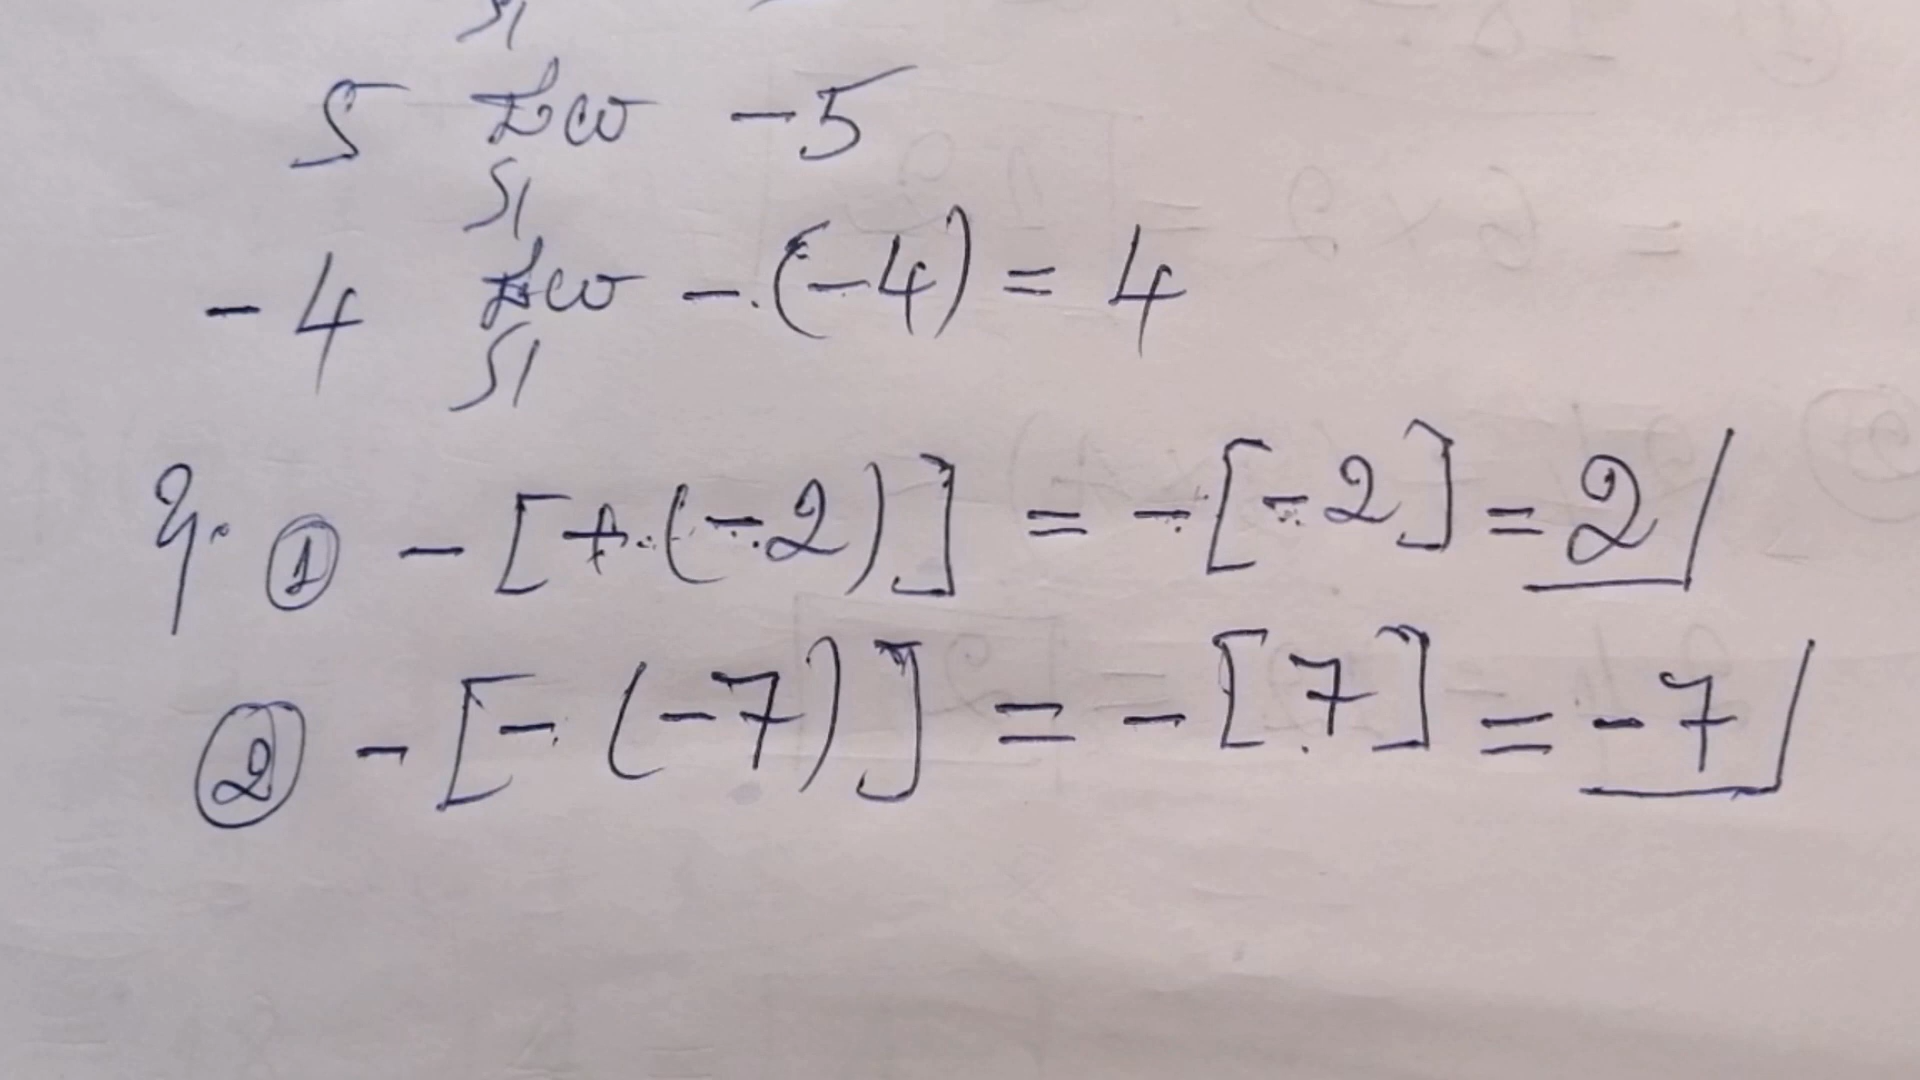 5 -5
-4 -(-4) = 4
① -[+(-2)] = -[-2] = 2
② -[-(-7)] = -[7] = -7